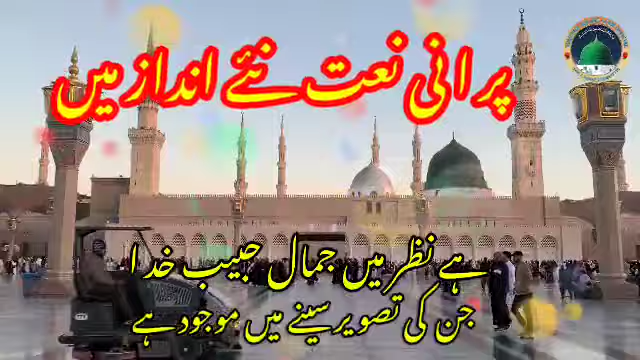 پرانی نعت نئے انداز میں
ہے نظر میں جمال حبیب خدا
جن کی تصویر سینے میں موجود ہے